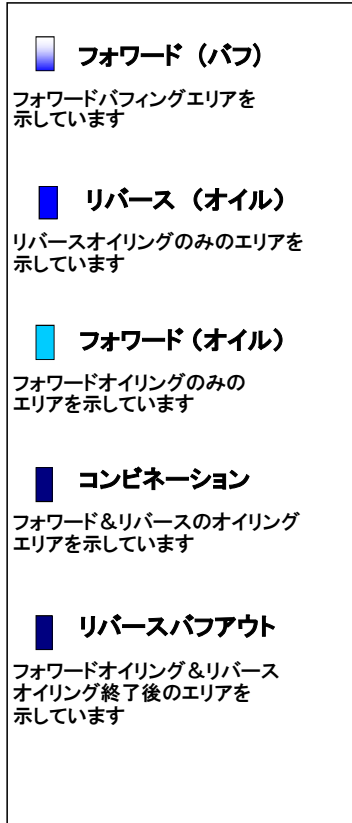 フォワード（バフ）
フォワードバフィングエリアを
示しています
リバース（オイル）
リバースオイリングのみのエリアを
示しています
フォワード（オイル）
フォワードオイリングのみの
エリアを示しています
コンビネーション
フォワード＆リバースのオイリング
エリアを示しています
リバースバフアウト
フォワードオイリング＆リバース
オイリング終了後のエリアを
示しています